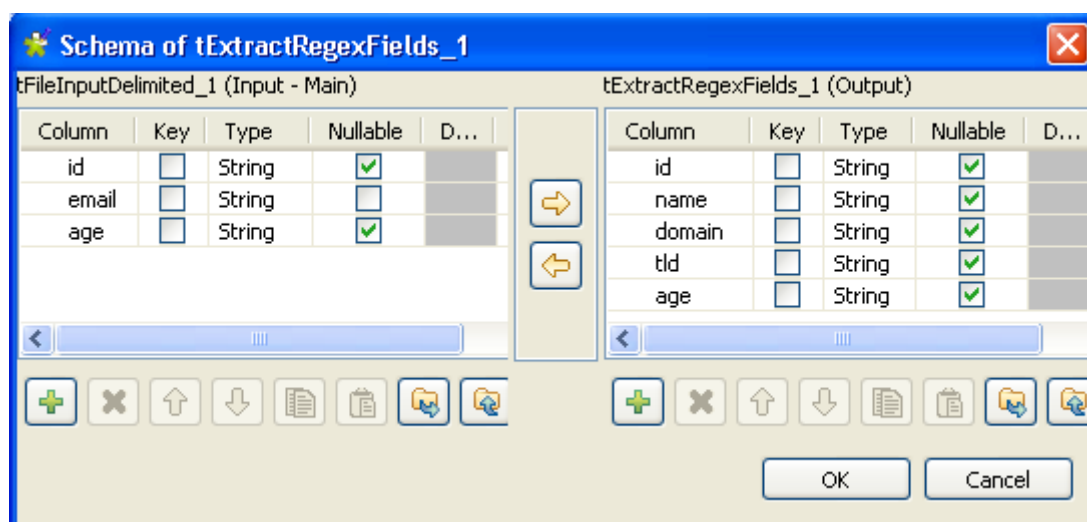 Schema of tExtractRegexFields_1
tFileInputDelimited_1 (Input - Main)
Column Key Type Nullable D...
id String
email String
age String
tExtractRegexFields_1 (Output)
Column Key Type Nullable D...
id String
name String
domain String
tld String
age String
OK Cancel